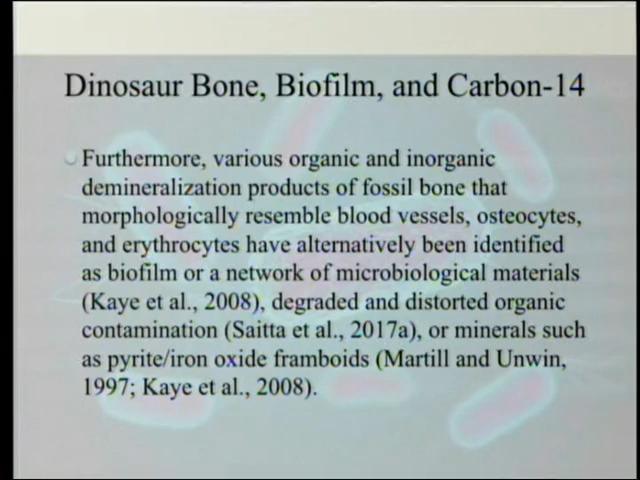 Dinosaur Bone, Biofilm, and Carbon-14
Furthermore, various organic and inorganic
demineralization products of fossil bone that
morphologically resemble blood vessels, osteocytes,
and erythrocytes have alternatively been identified
as biofilm or a network of microbiological materials
(Kaye et al., 2008), degraded and distorted organic
contamination (Saitta et al., 2017a), or minerals such
as pyrite/iron oxide framboids (Martill and Unwin,
1997; Kaye et al., 2008).